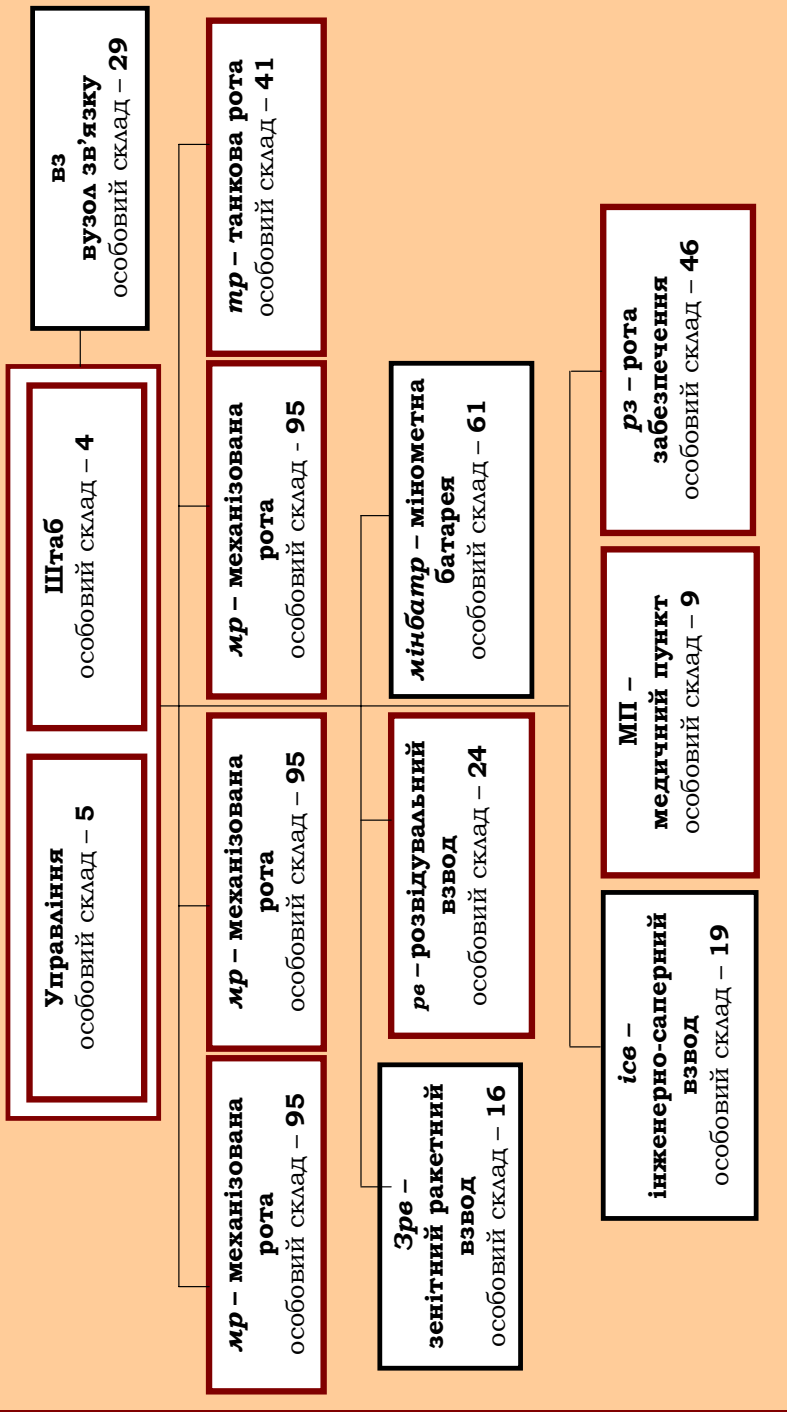 Управління
особовий склад – 5
Штаб
особовий склад – 4
вз
вузол зв’язку
особовий склад – 29
мр – механізована
рота
особовий склад – 95
мр – механізована
рота
особовий склад – 95
мр – механізована
рота
особовий склад - 95
тр – танкова рота
особовий склад – 41
Зрв –
зенітний ракетний
взвод
особовий склад – 16
рв – розвідувальний
взвод
особовий склад – 24
мінбатр – мінометна
батарея
особовий склад – 61
ісв –
інженерно-саперний
взвод
особовий склад – 19
МП –
медичний пункт
особовий склад – 9
рз – рота
забезпечення
особовий склад – 46